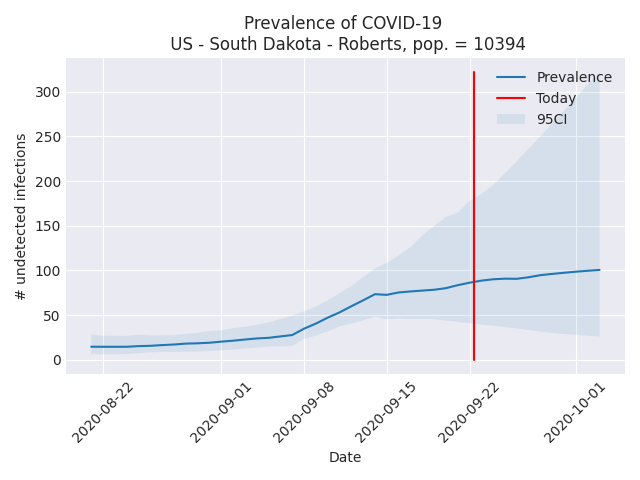 Prevalence of COVID-19
US - South Dakota - Roberts, pop. = 10394
Prevalence
Today
95CI
# undetected infections
300
250
200
150
100
50
0
2020-08-22
2020-09-01
2020-09-08
2020-09-15
2020-09-22
2020-10-01
Date